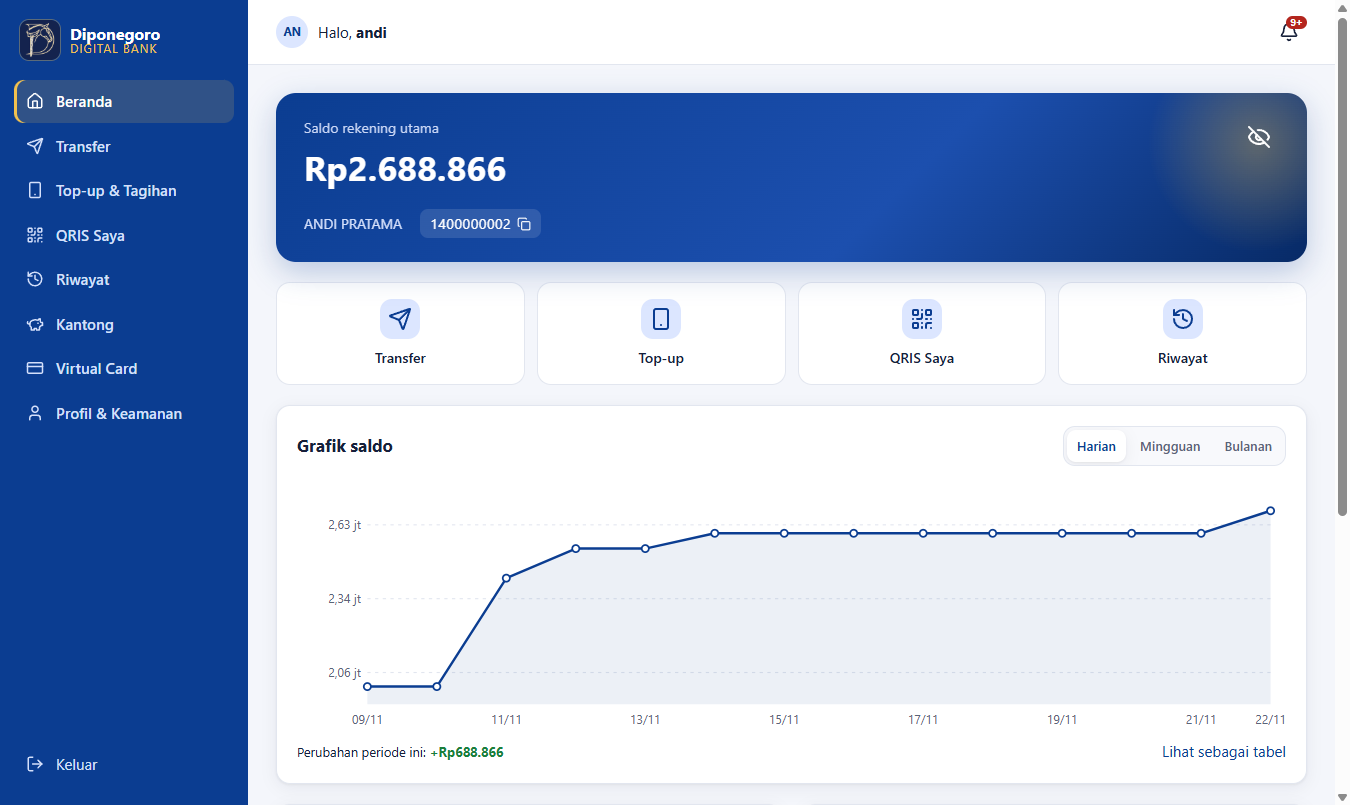 Diponegoro
DIGITAL BANK
Beranda
Transfer
Top-up & Tagihan
QRIS Saya
Riwayat
Kantong
Virtual Card
Profil & Keamanan
Keluar
AN
Halo, andi
9+
Saldo rekening utama
Rp2.688.866
ANDI PRATAMA 1400000002
Transfer
Top-up
QRIS Saya
Riwayat
Grafik saldo
Harian Mingguan Bulanan
2,63 jt
2,34 jt
2,06 jt
09/11 11/11 13/11 15/11 17/11 19/11 21/11 22/11
Perubahan periode ini: +Rp688.866
Lihat sebagai tabel